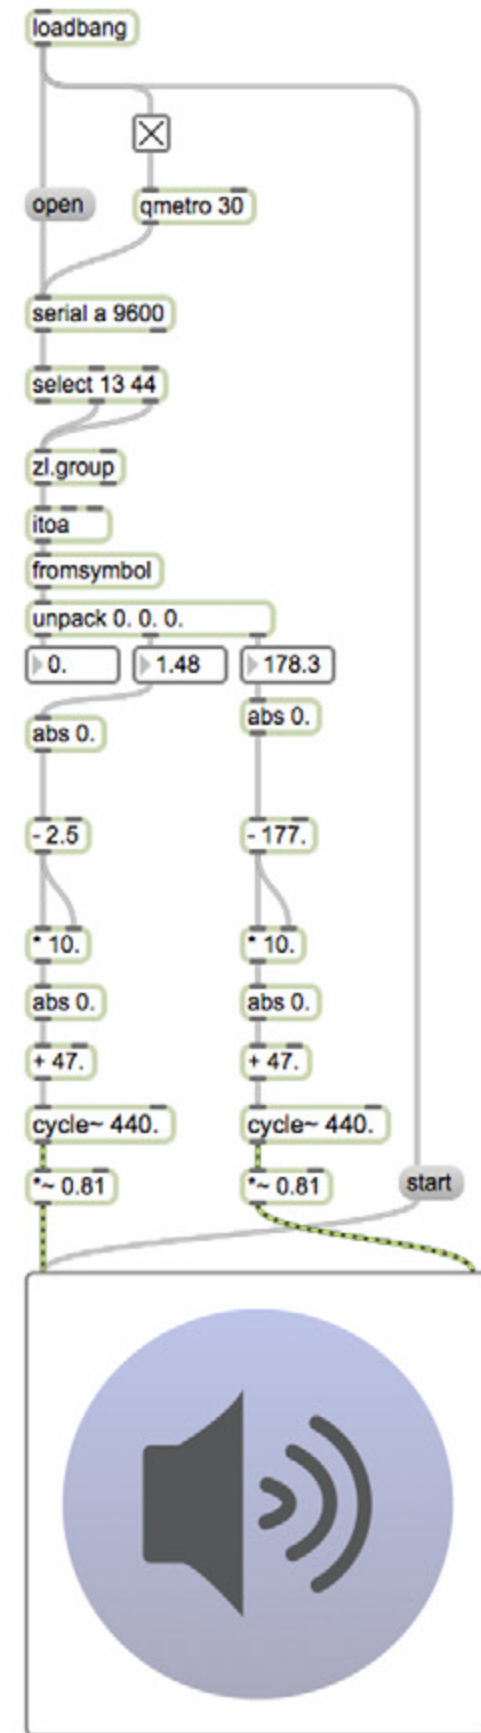 loadbang
open
qmetro 30
serial a 9600
select 13 44
zl.group
itoa
fromsymbol
unpack 0. 0. 0.
0.
1.48
178.3
abs 0.
abs 0.
- 2.5
- 177.
* 10.
* 10.
abs 0.
abs 0.
+ 47.
+ 47.
cycle~ 440.
cycle~ 440.
*~ 0.81
*~ 0.81
start